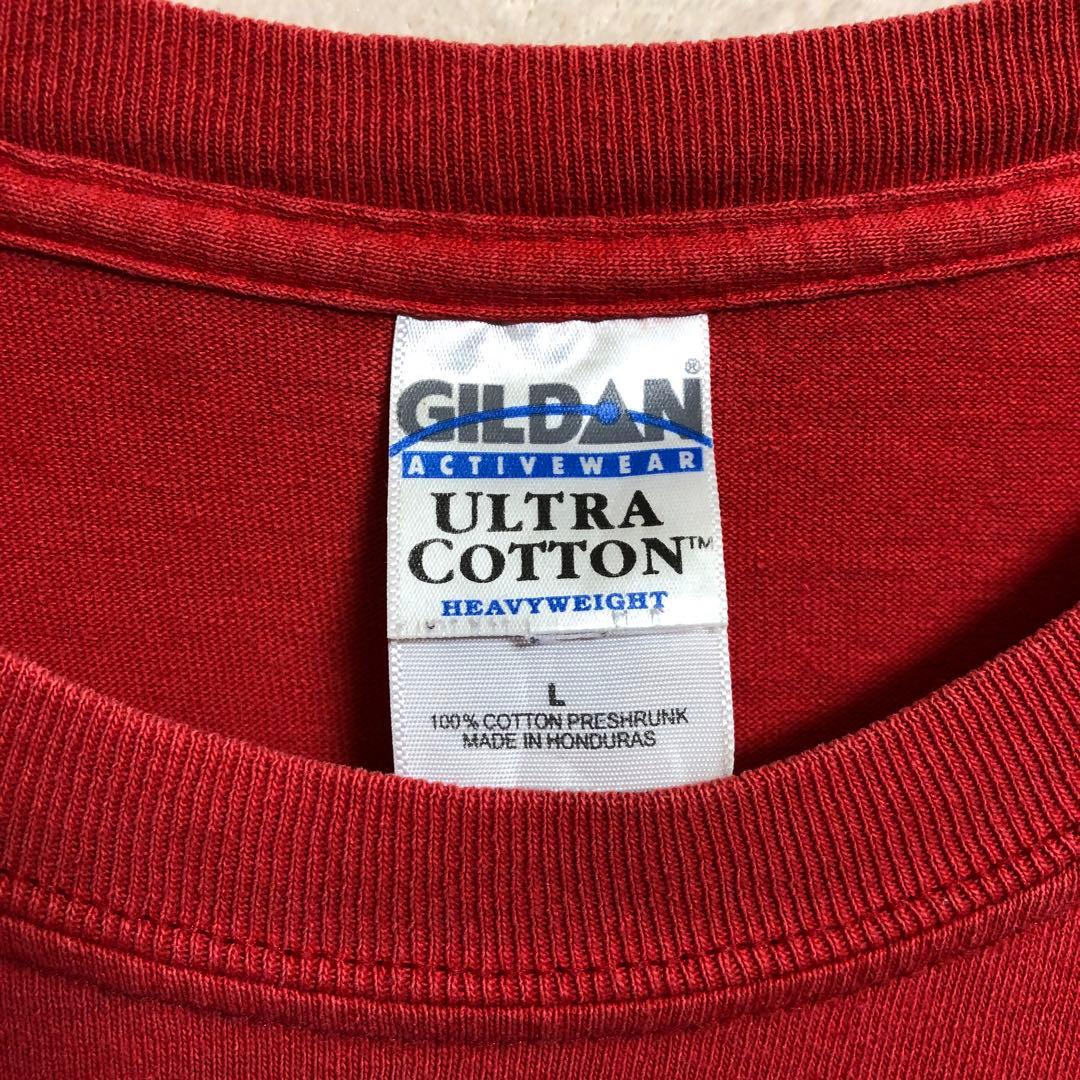 GILDAN®
ACTIVEWEAR
ULTRA
COTTON™
HEAVYWEIGHT
L
100% COTTON PRESHRUNK
MADE IN HONDURAS